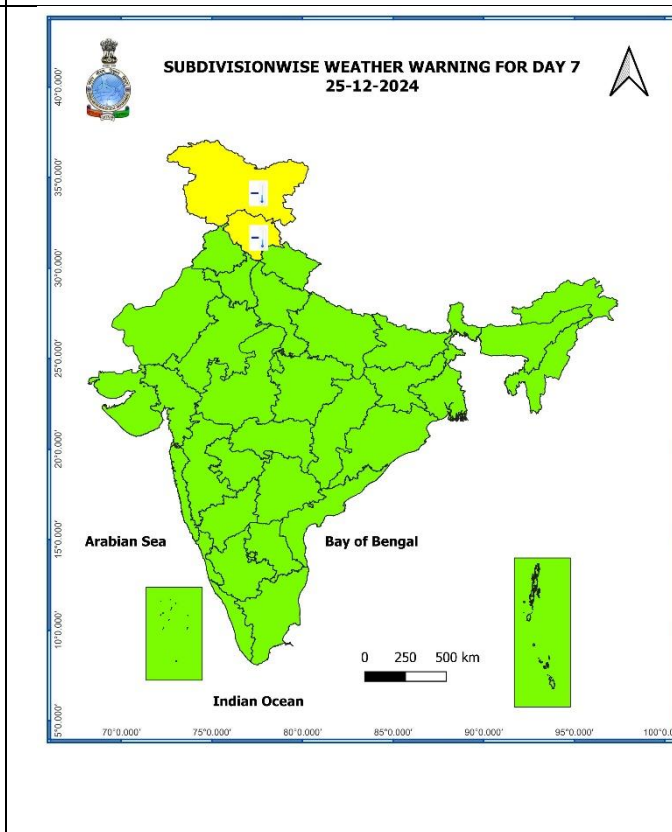 SUBDIVISIONWISE WEATHER WARNING FOR DAY 7
25-12-2024
40°0.000'
35°0.000'
30°0.000'
25°0.000'
20°0.000'
15°0.000'
10°0.000'
5°0.000'
Arabian Sea
Bay of Bengal
0 250 500 km
Indian Ocean
70°0.000' 75°0.000' 80°0.000' 85°0.000' 90°0.000' 95°0.000' 100°0.0